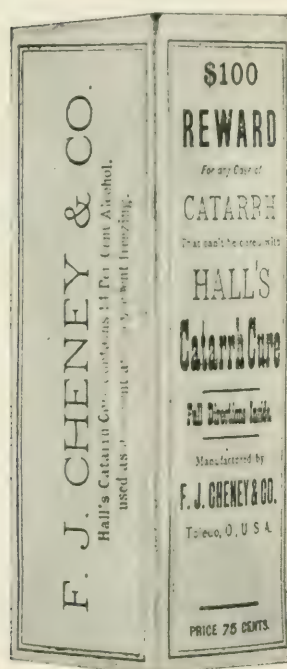 F. J. CHENEY & CO.
Hall's Catarrh Cure contains 14 Per Cent Alcohol,
used as freezing.
$100
REWARD
For any Case of
CATARRH
That can't be cured with
HALL'S
Catarrh Cure
Full Directions Inside.
Manufactured by
F. J. CHENEY & CO.
Toledo, O, U S A.
PRICE 75 CENTS.